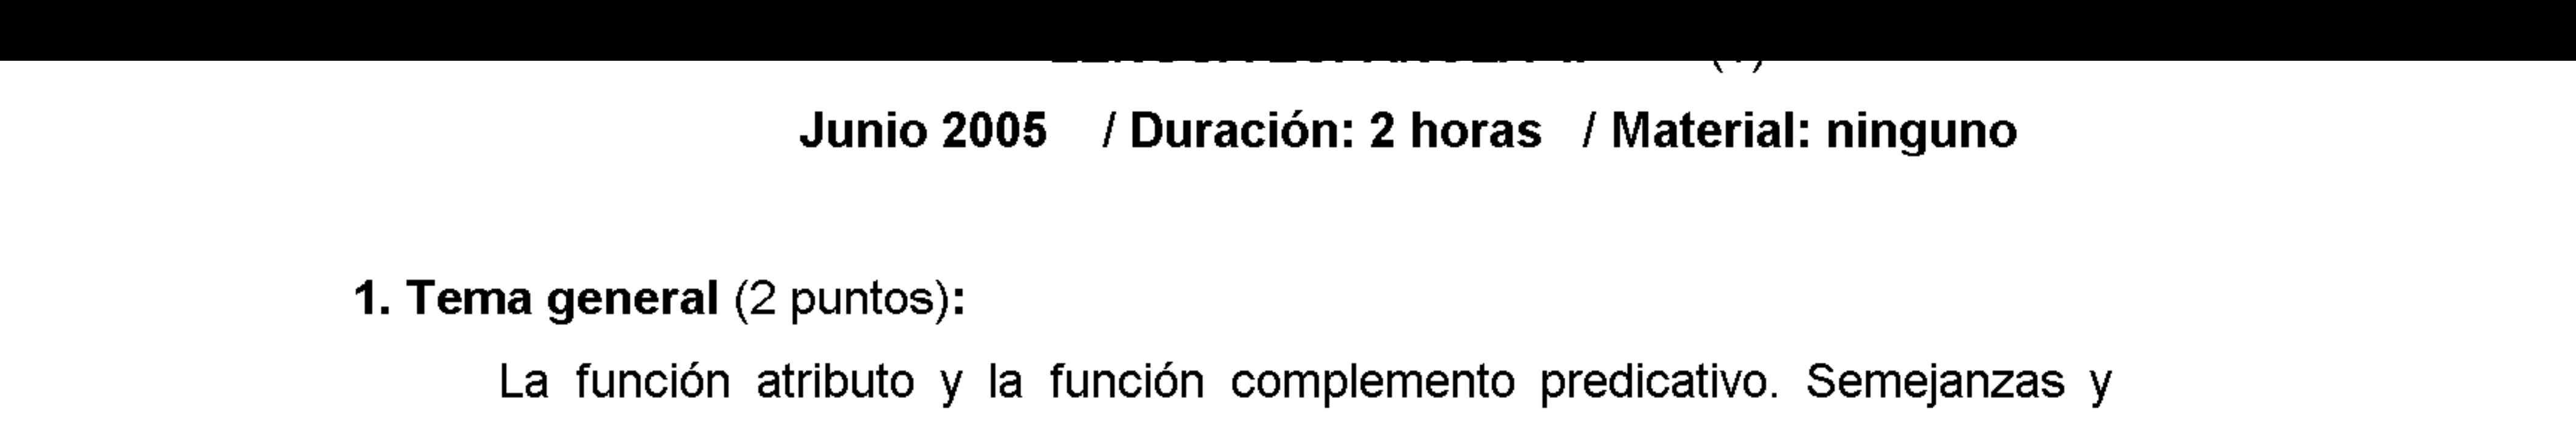 Junio 2005 / Duración: 2 horas / Material: ninguno
1. Tema general (2 puntos):
La función atributo y la función complemento predicativo. Semejanzas y